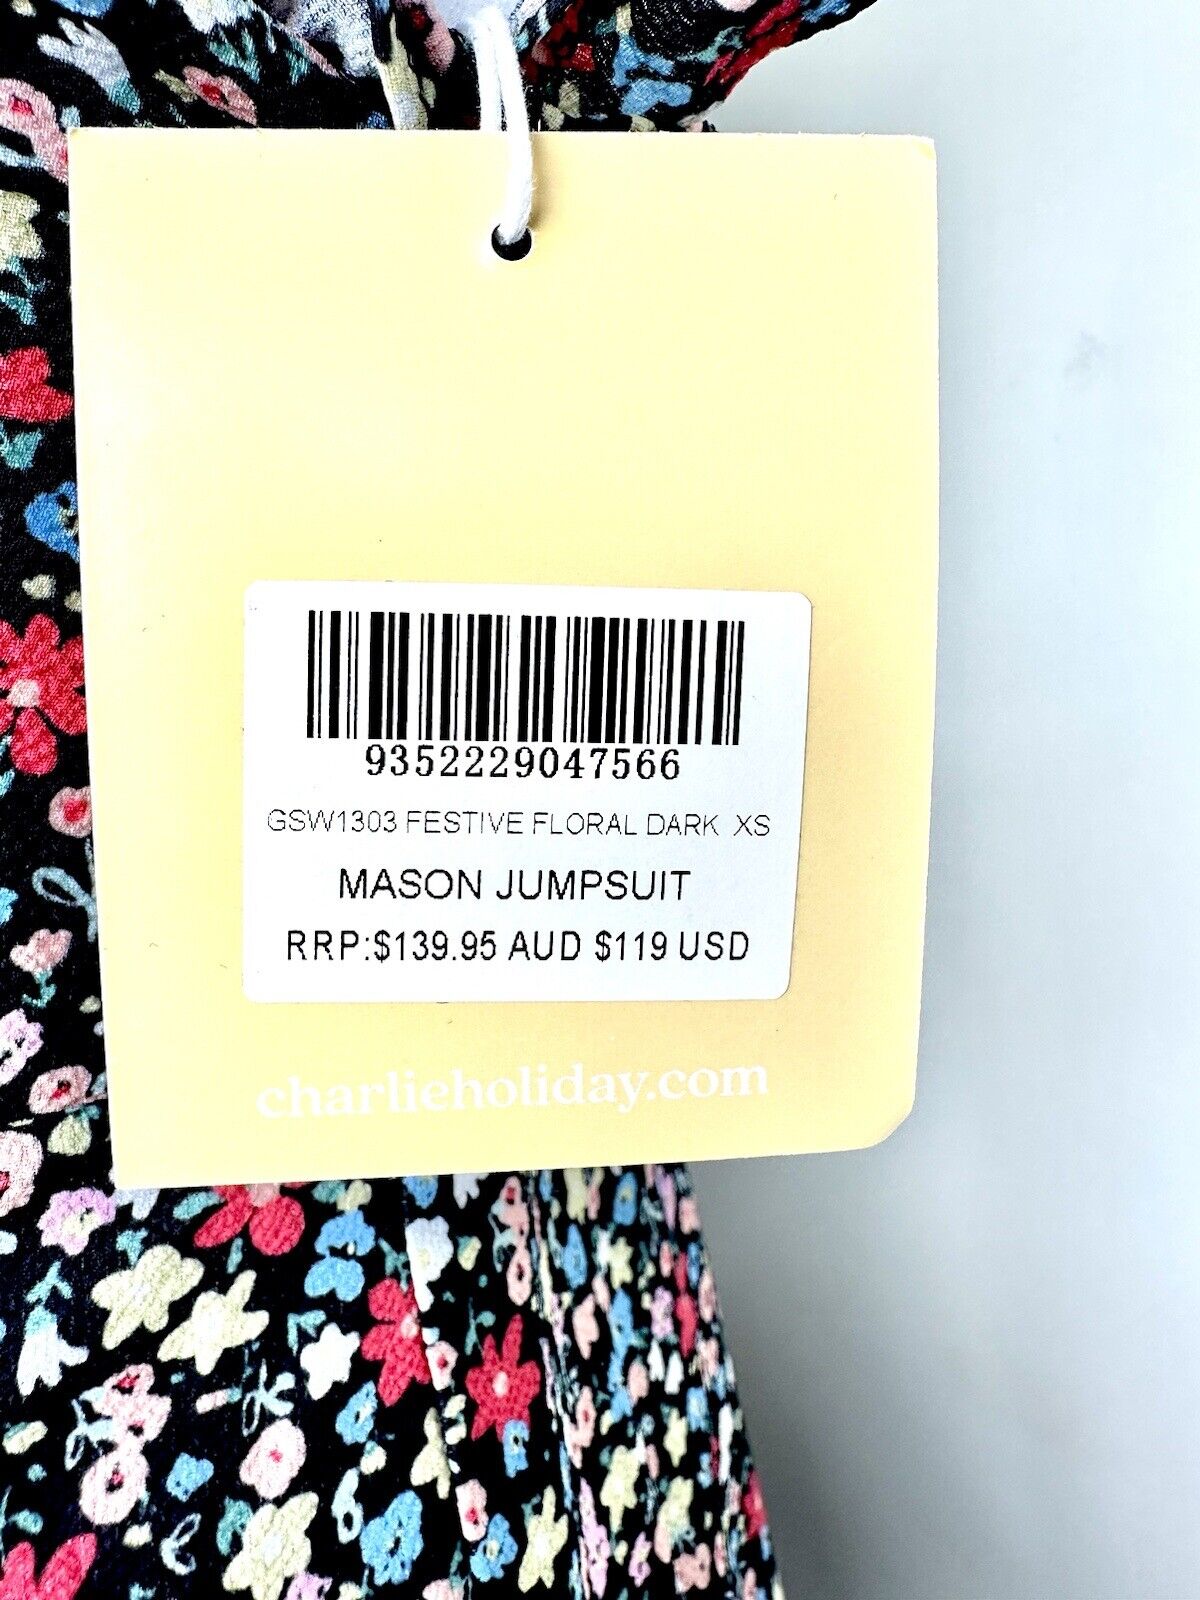 9352229047566
GSW1303 FESTIVE FLORAL DARK XS
MASON JUMPSUIT
RRP:$139.95 AUD $119 USD
charlieholiday.com